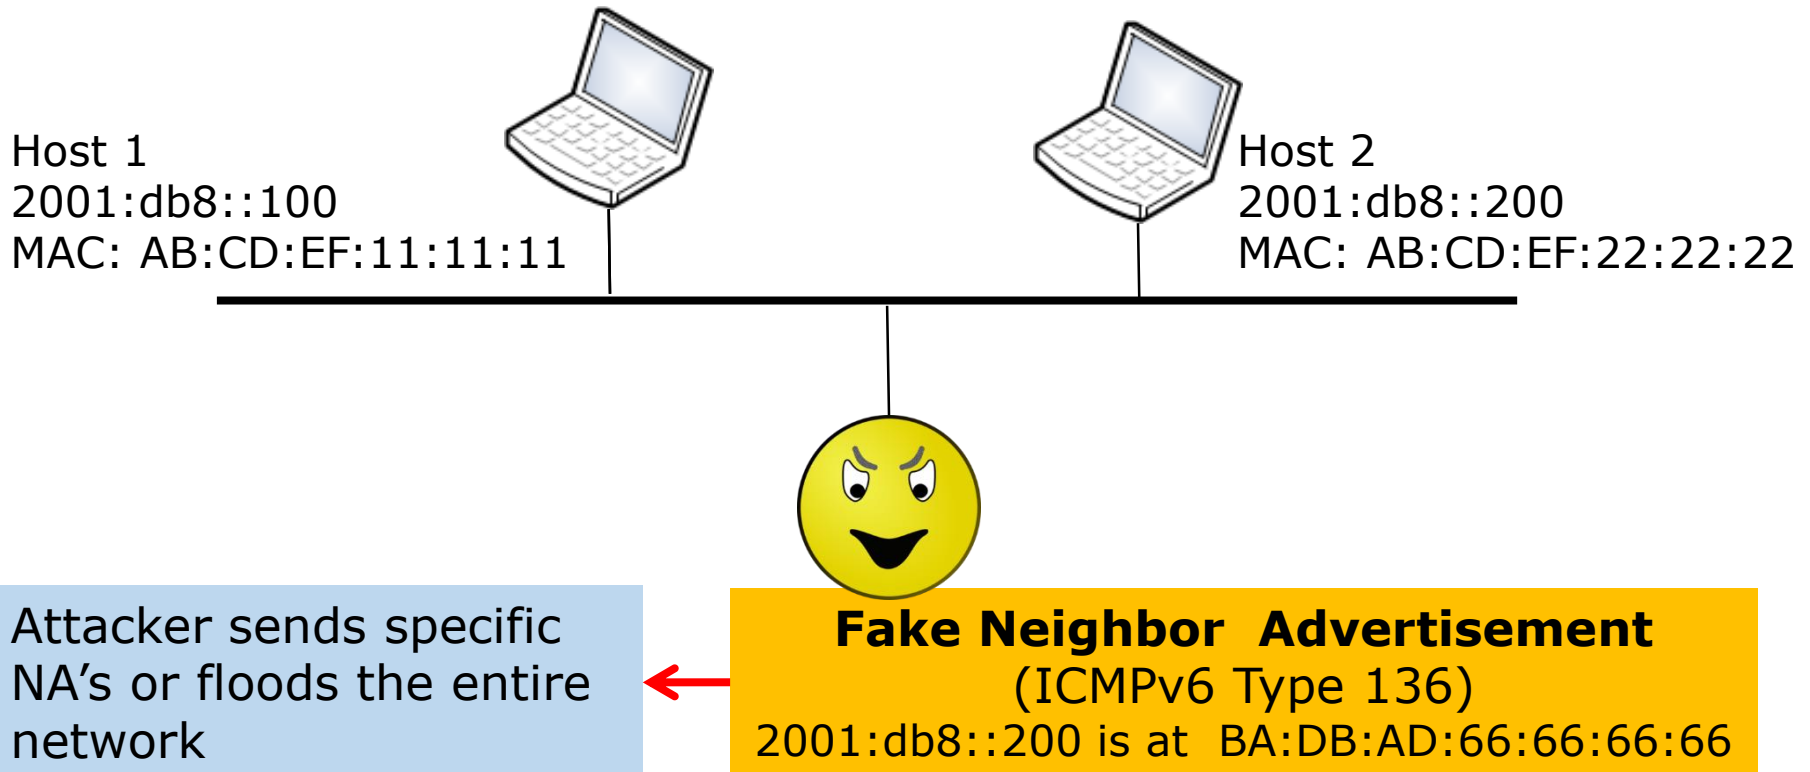 Host 1
2001:db8::100
MAC: AB:CD:EF:11:11:11
Host 2
2001:db8::200
MAC: AB:CD:EF:22:22:22
Attacker sends specific
NA’s or floods the entire
network
Fake Neighbor Advertisement
(ICMPv6 Type 136)
2001:db8::200 is at BA:DB:AD:66:66:66:66